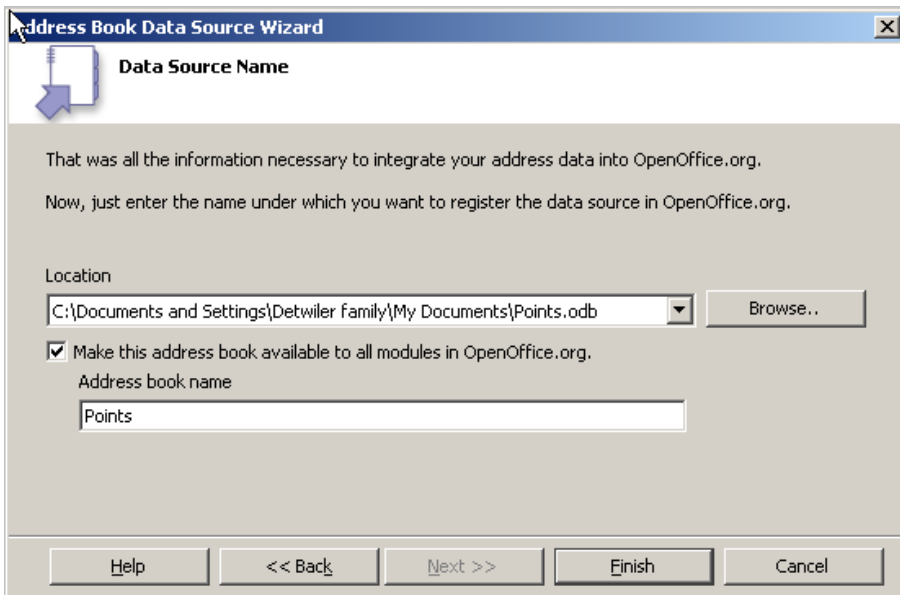 Address Book Data Source Wizard
Data Source Name
That was all the information necessary to integrate your address data into OpenOffice.org.
Now, just enter the name under which you want to register the data source in OpenOffice.org.
Location
C:\Documents and Settings\Detwiler family\My Documents\Points.odb
Browse..
Make this address book available to all modules in OpenOffice.org.
Address book name
Points
Help << Back Next >> Finish Cancel